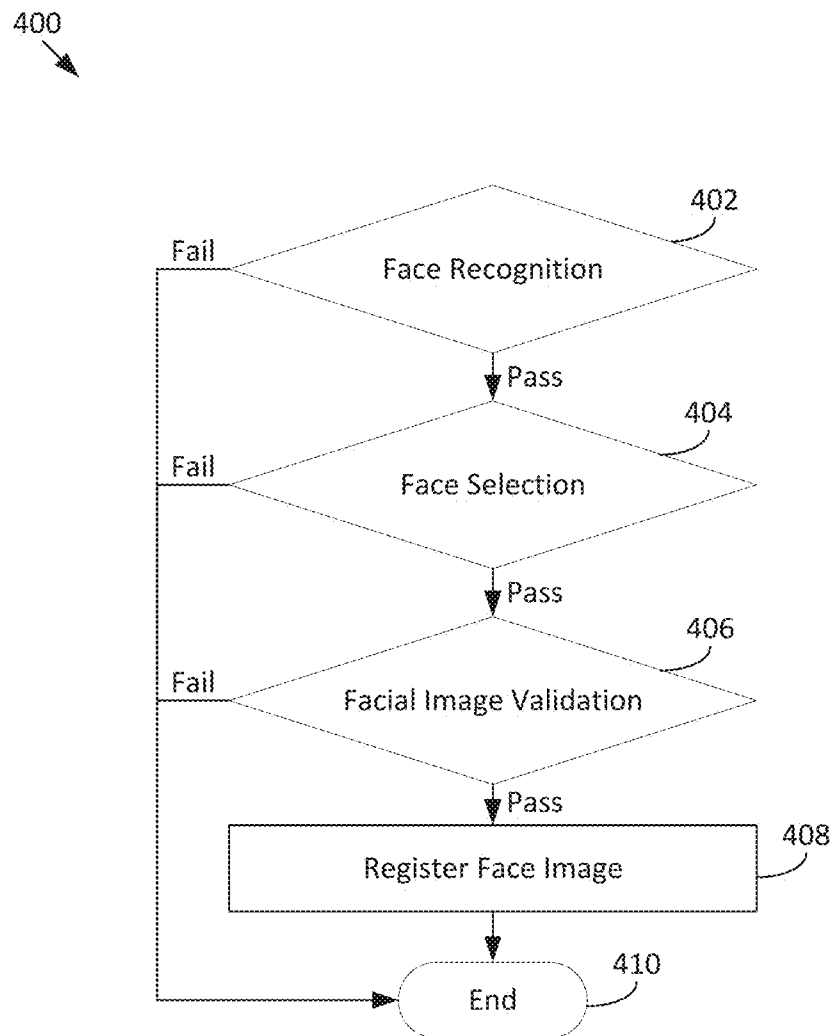 400
402
Fail
Face Recognition
Pass
404
Fail
Face Selection
Pass
406
Fail
Facial Image Validation
Pass
408
Register Face Image
410
End